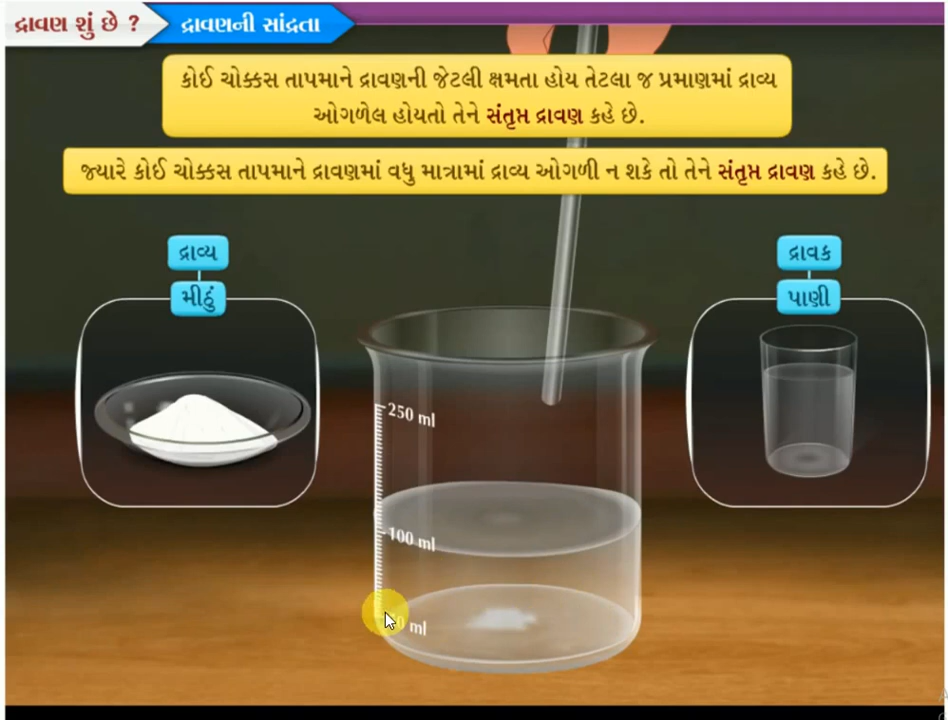 દ્રાવણ શું છે ? દ્રાવણની સાંદ્રતા
કોઈ ચોક્કસ તાપમાને દ્રાવણની જેટલી ક્ષમતા હોય તેટલા જ પ્રમાણમાં દ્રાવ્ય
ઓગળેલ હોયતો તેને સંતૃપ્ત દ્રાવણ કહે છે.
જ્યારે કોઈ ચોક્કસ તાપમાને દ્રાવણમાં વધુ માત્રામાં દ્રાવ્ય ઓગળી ન શકે તો તેને સંતૃપ્ત દ્રાવણ કહે છે.
દ્રાવ્ય
મીઠું
દ્રાવક
પાણી
250 ml
100 ml
ml